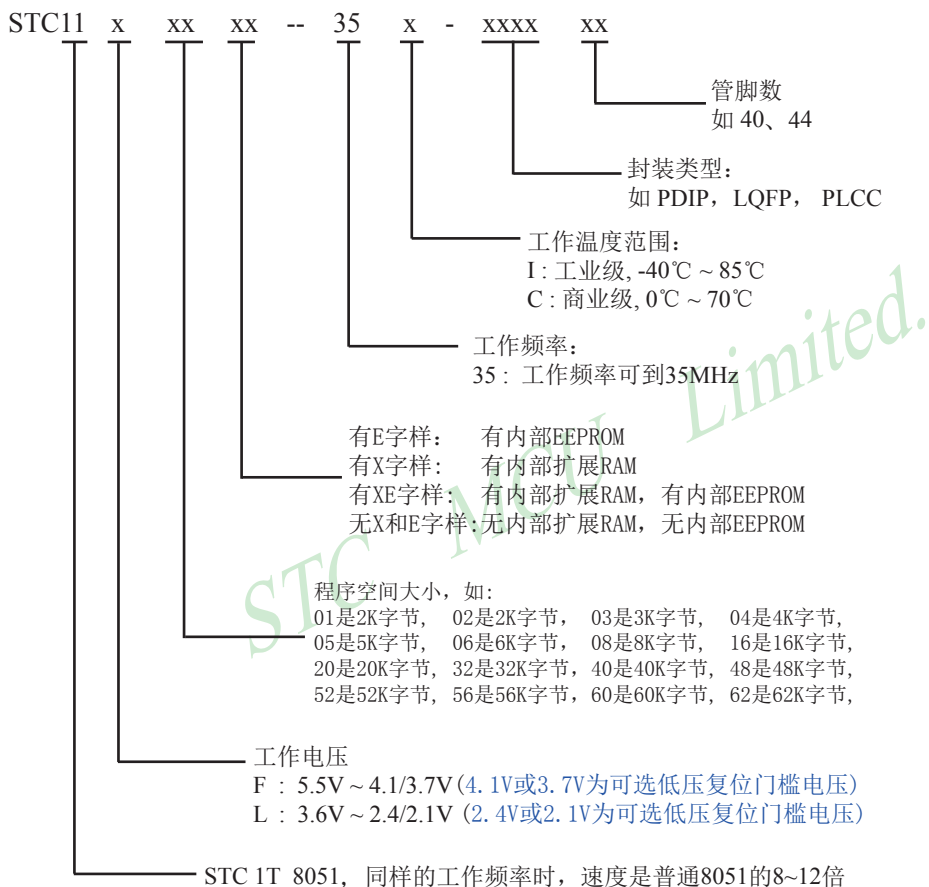 STC11 x xx xx -- 35 x - xxxx xx
管脚数
如 40、44
封装类型：
如 PDIP，LQFP， PLCC
工作温度范围：
I : 工业级, -40℃ ~ 85℃
C : 商业级, 0℃ ~ 70℃
工作频率：
35 : 工作频率可到35MHz
有E字样： 有内部EEPROM
有X字样: 有内部扩展RAM
有XE字样: 有内部扩展RAM，有内部EEPROM
无X和E字样:无内部扩展RAM，无内部EEPROM
程序空间大小，如:
01是2K字节, 02是2K字节， 03是3K字节, 04是4K字节,
05是5K字节, 06是6K字节， 08是8K字节, 16是16K字节,
20是20K字节, 32是32K字节，40是40K字节, 48是48K字节,
52是52K字节, 56是56K字节，60是60K字节, 62是62K字节,
工作电压
F : 5.5V ~ 4.1/3.7V (4.1V或3.7V为可选低压复位门槛电压)
L : 3.6V ~ 2.4/2.1V (2.4V或2.1V为可选低压复位门槛电压)
STC 1T 8051, 同样的工作频率时，速度是普通8051的8~12倍
STC MCU Limited.